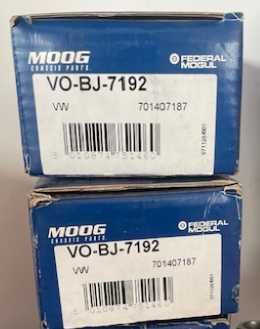 MOOG
CHASSIS PARTS
FEDERAL
MOGUL
VO-BJ-7192
VW 701407187
MOOG
CHASSIS PARTS
FEDERAL
MOGUL
VO-BJ-7192
VW 701407187